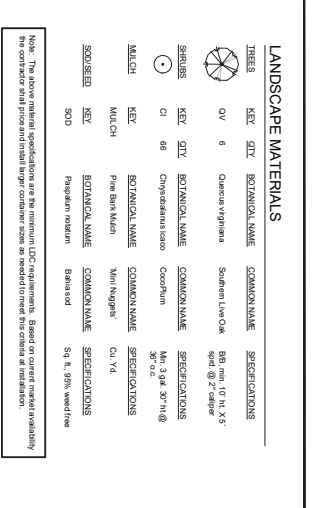 LANDSCAPE MATERIALS
TREES KEY QTY BOTANICAL NAME COMMON NAME SPECIFICATIONS
QV 6 Quercus virginiana Southern Live Oak B/B, min. 10' ht. X 5'
sprd. @ 2" caliper
SHRUBS KEY QTY BOTANICAL NAME COMMON NAME SPECIFICATIONS
CI 66 Chrysobalanus icaco CocoPlum Min. 3 gal. 30" ht @
36" o.c.
MULCH KEY BOTANICAL NAME COMMON NAME SPECIFICATIONS
MULCH Pine Bark Mulch 'Mini Nuggets' Cu. Yd.
SOD/SEED KEY BOTANICAL NAME COMMON NAME SPECIFICATIONS
SOD Paspalum notatum Bahia sod Sq. ft., 95% weed free
Note: The above material specifications are the minimum LDC requirements. Based on current market availability
the contractor shall price and install larger container sizes as needed to meet this criteria at installation.